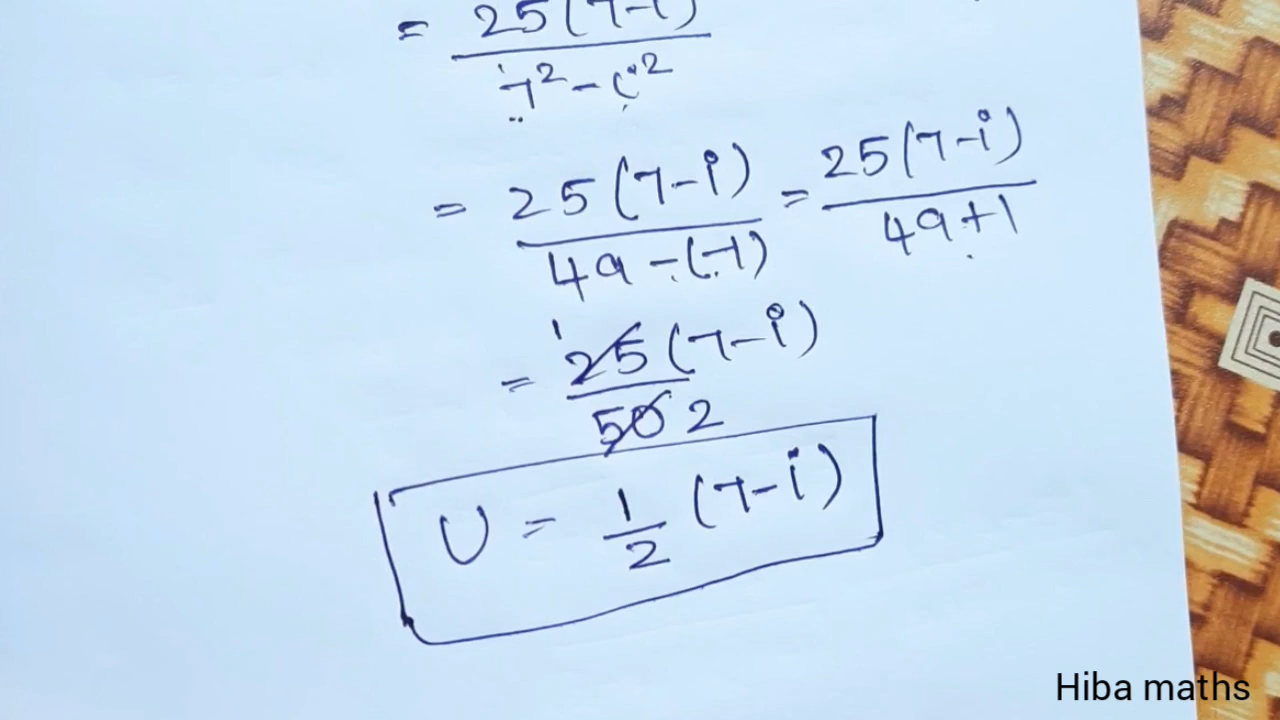 = 25(7-i)
7² - i²
= 25(7-i) = 25(7-i)
49-(-1) 49+1
1
= 25(7-i)
50 2
U = 1/2 (7-i)
Hiba maths